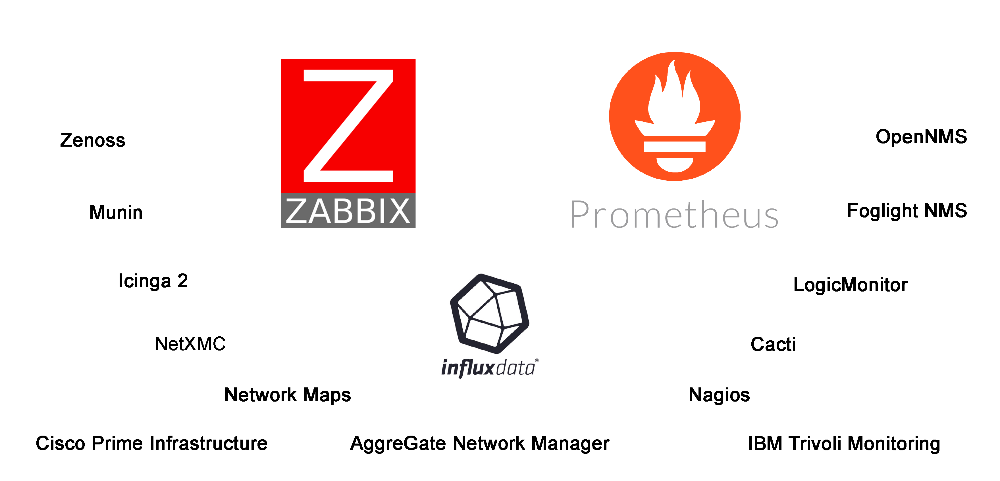 Z
ZABBIX
Prometheus
Zenoss
OpenNMS
Munin
Foglight NMS
Icinga 2
LogicMonitor
NetXMC
Cacti
influxdata®
Network Maps
Nagios
Cisco Prime Infrastructure
AggreGate Network Manager
IBM Trivoli Monitoring